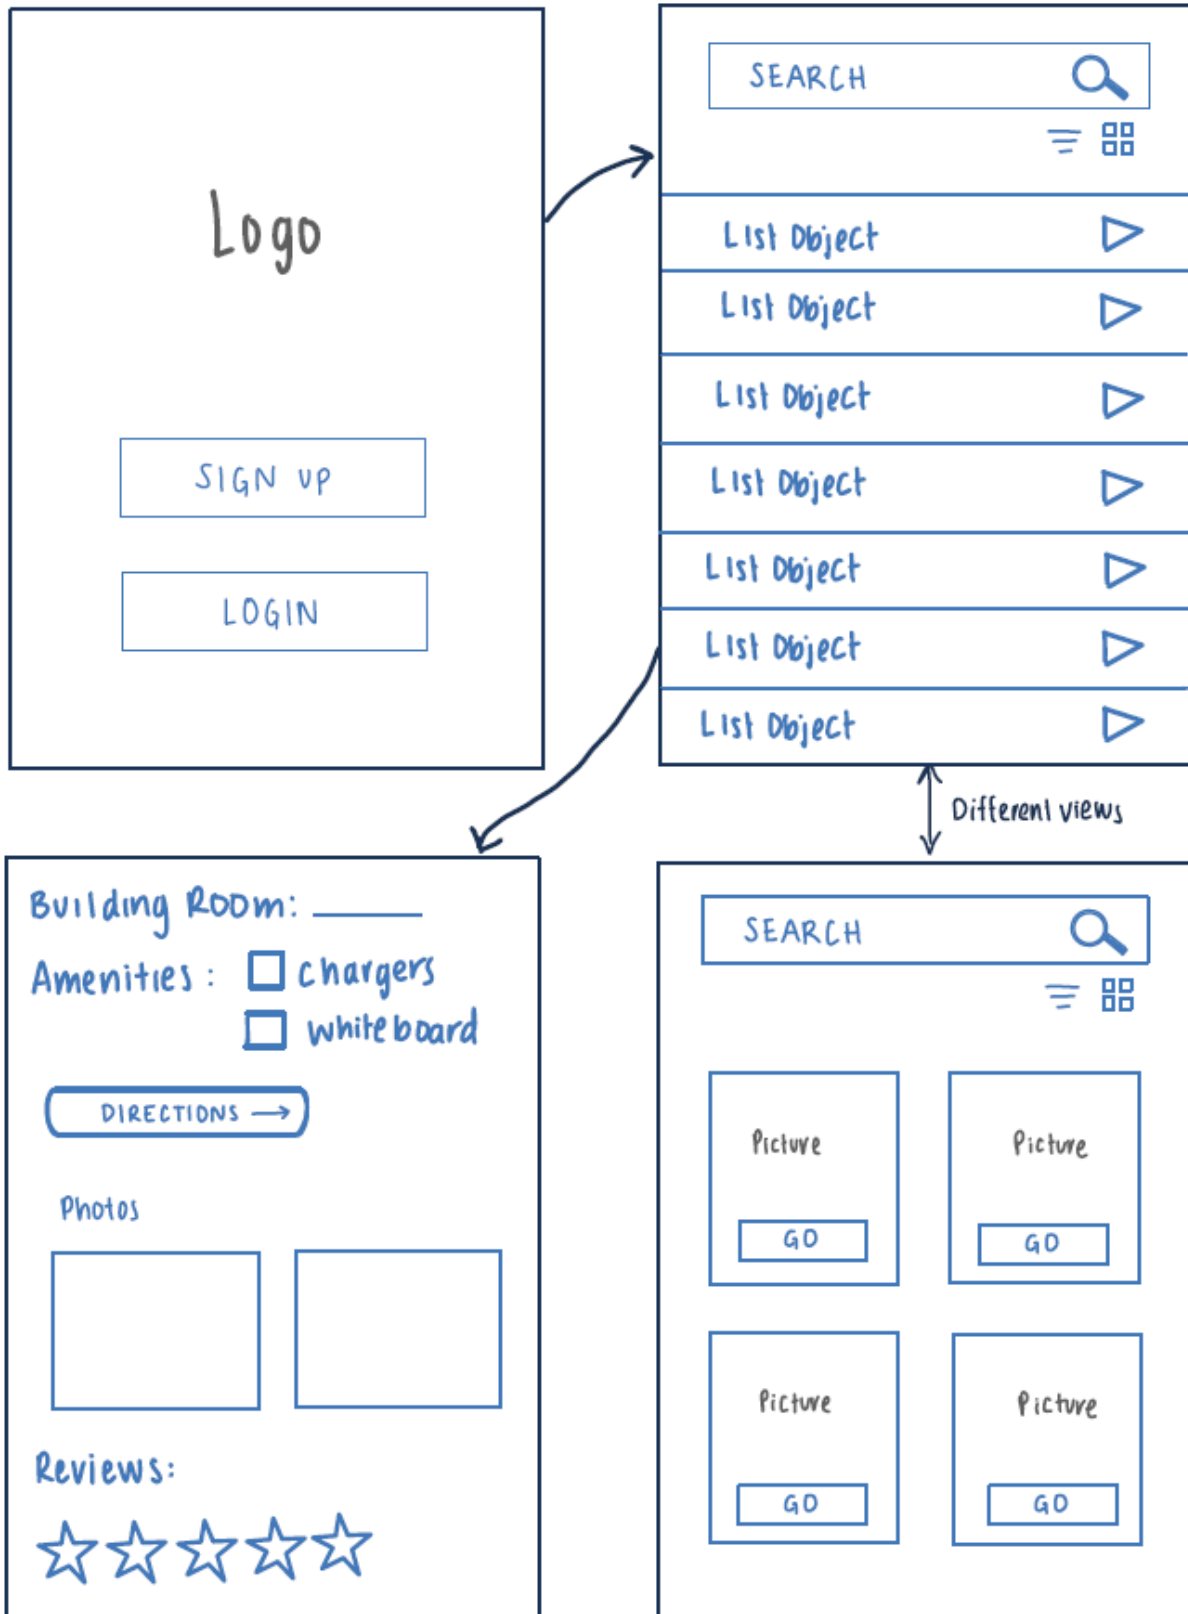 Logo
SIGN UP
LOGIN
SEARCH
List Object
List Object
List Object
List Object
List Object
List Object
List Object
Different views
Building Room:
Amenities: chargers
whiteboard
DIRECTIONS →
Photos
Reviews:
SEARCH
Picture
GO
Picture
GO
Picture
GO
Picture
GO